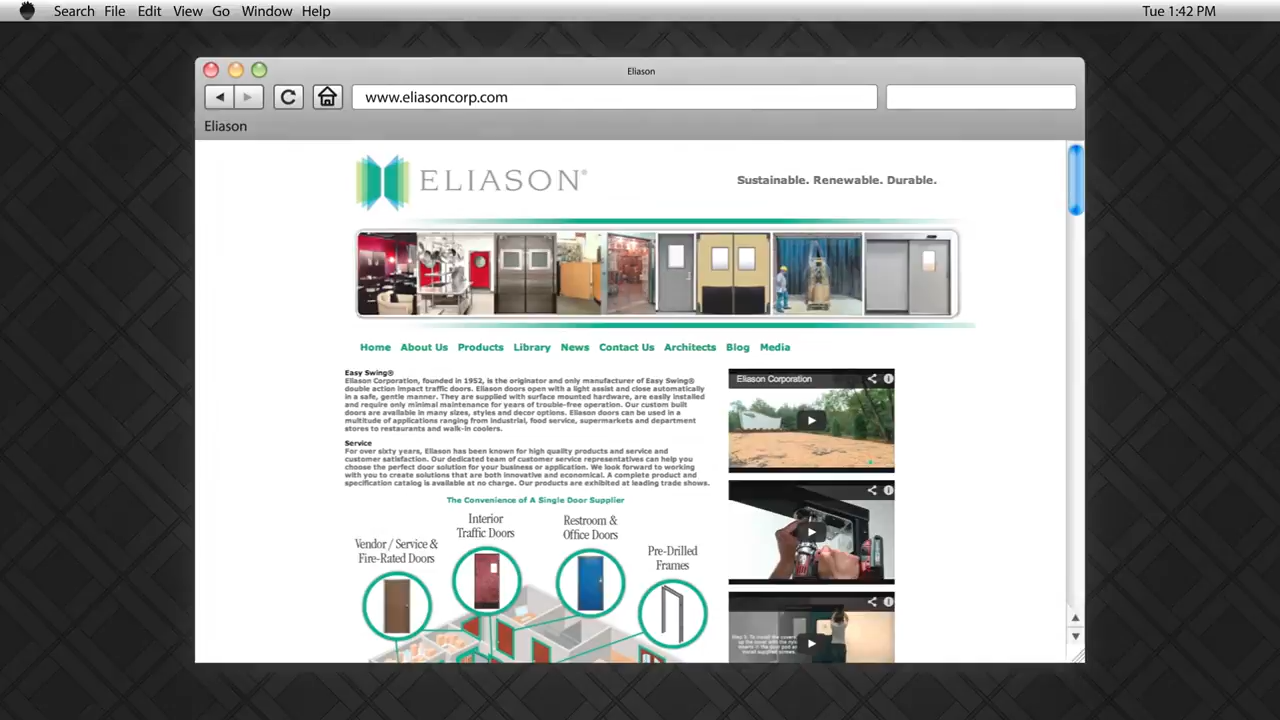 Search File Edit View Go Window Help
Tue 1:42 PM
Eliason
www.eliasoncorp.com
Eliason
ELIASON®
Sustainable. Renewable. Durable.
Home About Us Products Library News Contact Us Architects Blog Media
Easy Swing®
Eliason Corporation, founded in 1952, is the originator and only manufacturer of Easy Swing®
double action impact traffic doors. Eliason doors open with a light assist and close automatically
in a safe, gentle manner. They are supplied with surface mounted hardware, are easily installed
and require only minimal maintenance for years of trouble-free operation. Our custom built
doors are available in many sizes, styles and decor options. Eliason doors can be used in a
multitude of applications ranging from industrial, food service, supermarkets and department
stores to restaurants and walk-in coolers.
Service
For over sixty years, Eliason has been known for high quality products and service and
customer satisfaction. Our dedicated team of customer service representatives can help you
choose the perfect door solution for your business or application. We look forward to working
with you to create solutions that are both innovative and economical. A complete product and
specification catalog is available at no charge. Our products are exhibited at leading trade shows.
The Convenience of A Single Door Supplier
Vendor / Service &
Fire-Rated Doors
Interior
Traffic Doors
Restroom &
Office Doors
Pre-Drilled
Frames
Eliason Corporation
Step 5: To install the